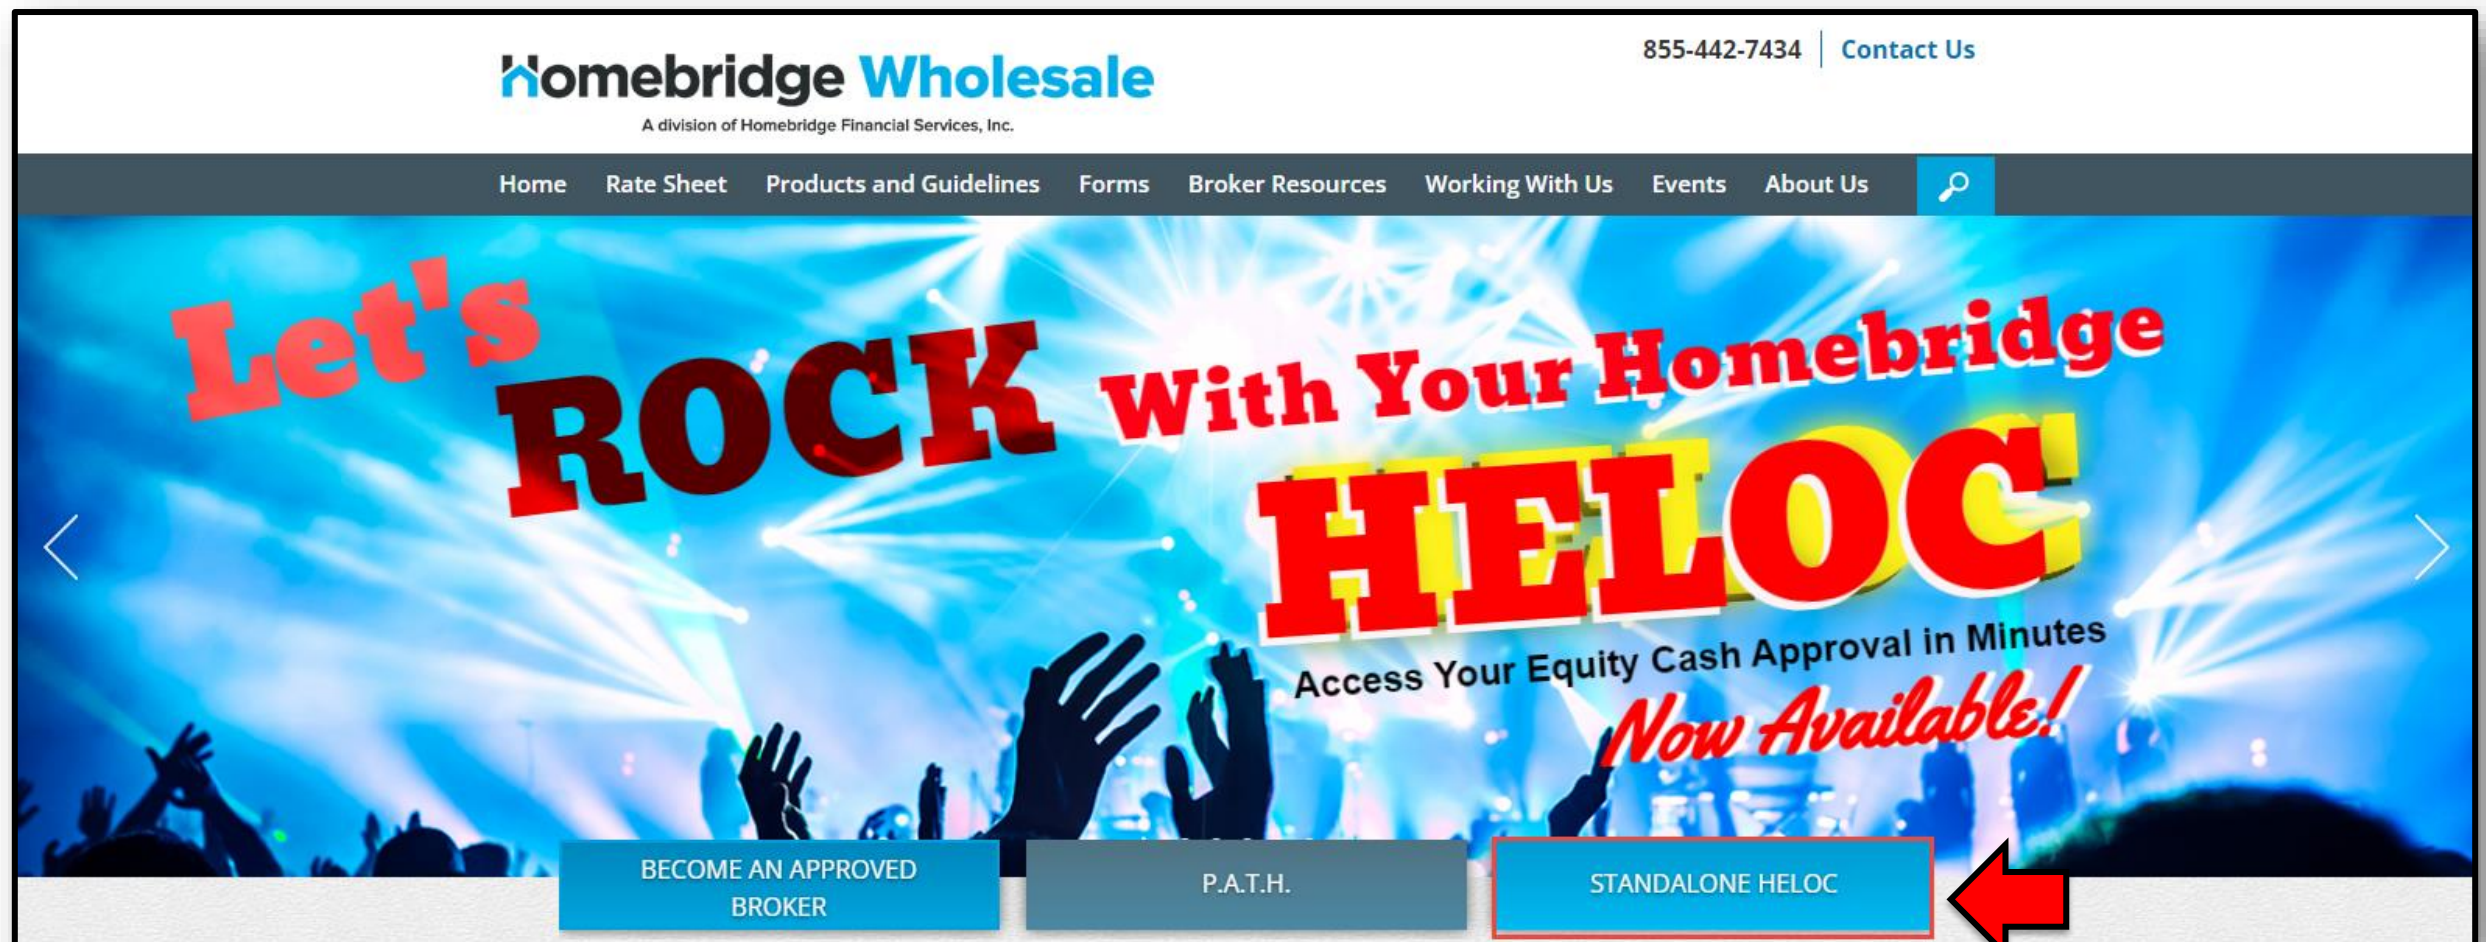 Homebridge Wholesale
A division of Homebridge Financial Services, Inc.
855-442-7434 Contact Us
Home Rate Sheet Products and Guidelines Forms Broker Resources Working With Us Events About Us
Let's
ROCK With Your Homebridge
HELOC
Access Your Equity Cash Approval in Minutes
Now Available!
BECOME AN APPROVED
BROKER
P.A.T.H.
STANDALONE HELOC